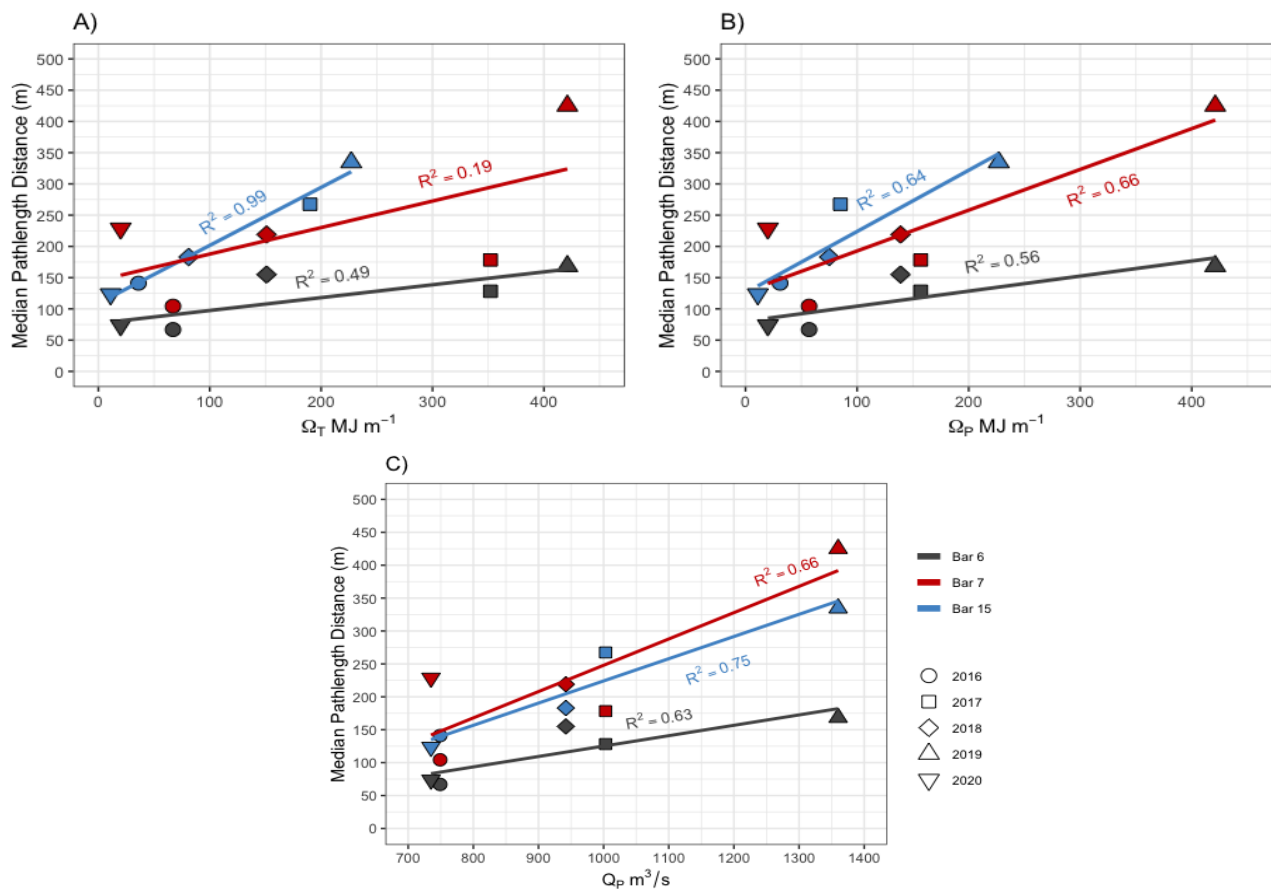 A)
Median Pathlength Distance (m)
500
450
400
350
300
250
200
150
100
50
0
R² = 0.99
R² = 0.19
R² = 0.49
0 100 200 300 400
Ω_T MJ m⁻¹
B)
Median Pathlength Distance (m)
500
450
400
350
300
250
200
150
100
50
0
R² = 0.64
R² = 0.66
R² = 0.56
0 100 200 300 400
Ω_P MJ m⁻¹
C)
Median Pathlength Distance (m)
500
450
400
350
300
250
200
150
100
50
0
R² = 0.66
R² = 0.75
R² = 0.63
700 800 900 1000 1100 1200 1300 1400
Q_P m³/s
Bar 6
Bar 7
Bar 15
2016
2017
2018
2019
2020